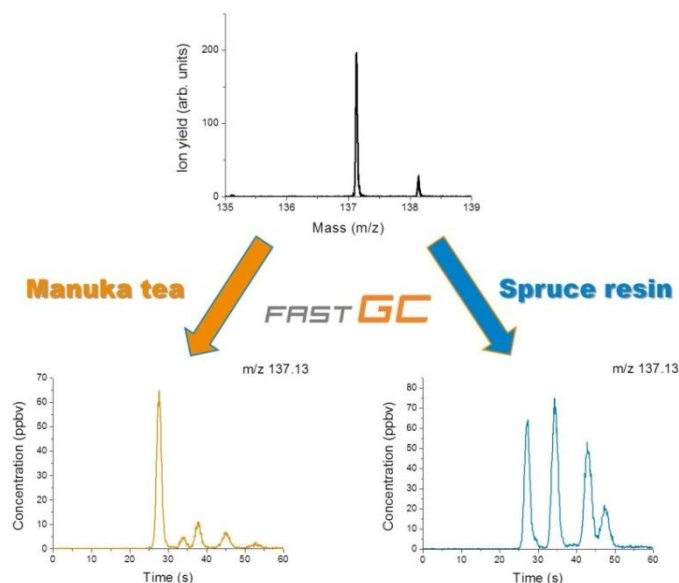 200
100
0
Ion yield (arb. units)
135 136 137 138 139
Mass (m/z)
Manuka tea
Spruce resin
FAST GC
m/z 137.13
70
60
50
40
30
20
10
0
Concentration (ppbv)
0 10 20 30 40 50 60
Time (s)
m/z 137.13
80
70
60
50
40
30
20
10
0
Concentration (ppbv)
0 20 40 60
Time (s)